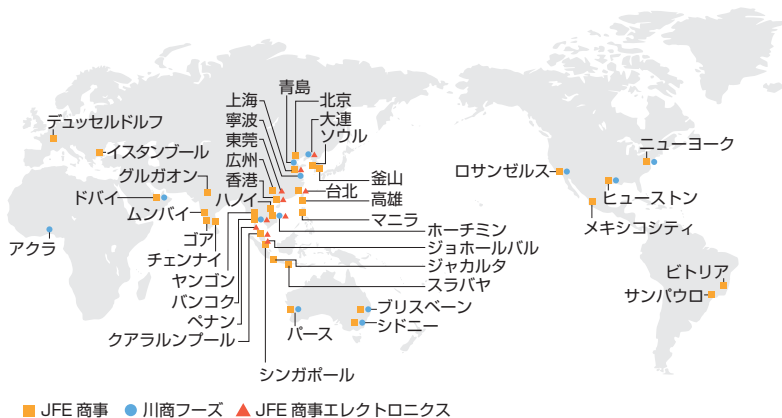 青島
上海
北京
寧波
大連
デュッセルドルフ
東莞
ソウル
イスタンブール
広州
ニューヨーク
グルガオン
香港
釜山
ロサンゼルス
ドバイ
ハノイ
台北
ムンバイ
高雄
ヒューストン
マニラ
メキシコシティ
アクラ
ゴア
ホーチミン
チェンナイ
ジョホールバル
ヤンゴン
ジャカルタ
ビトリア
バンコク
スラバヤ
サンパウロ
ペナン
ブリスベーン
クアラルンプール
パース
シドニー
シンガポール
JFE 商事 川商フーズ JFE 商事エレクトロニクス